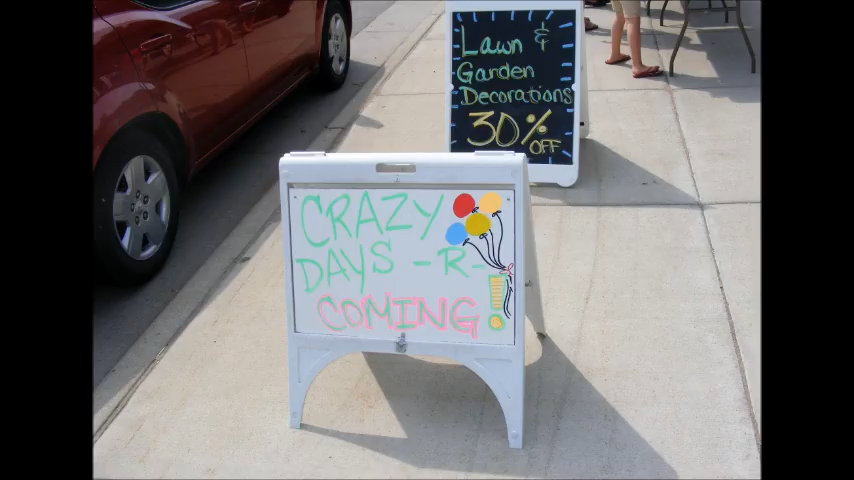 Lawn &
Garden
Decorations
30%
OFF
CRAZY
DAYS -R-
COMING!